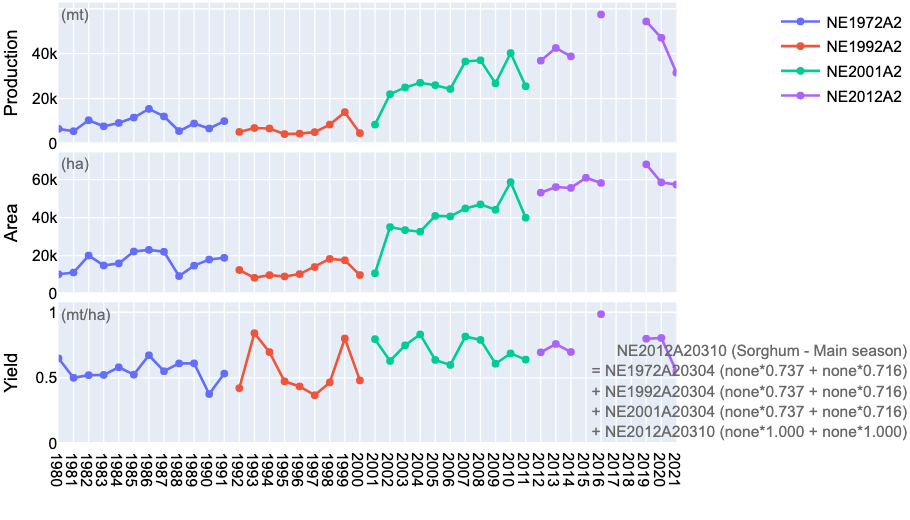 (mt)
Production
40k
20k
0
NE1972A2
NE1992A2
NE2001A2
NE2012A2
(ha)
Area
60k
40k
20k
0
(mt/ha)
Yield
1
0.5
0
NE2012A20310 (Sorghum - Main season)
= NE1972A20304 (none*0.737 + none*0.716)
+ NE1992A20304 (none*0.737 + none*0.716)
+ NE2001A20304 (none*0.737 + none*0.716)
+ NE2012A20310 (none*1.000 + none*1.000)
1980 1981 1982 1983 1984 1985 1986 1987 1988 1989 1990 1991 1992 1993 1994 1995 1996 1997 1998 1999 2000 2001 2002 2003 2004 2005 2006 2007 2008 2009 2010 2011 2012 2013 2014 2015 2016 2017 2018 2019 2020 2021